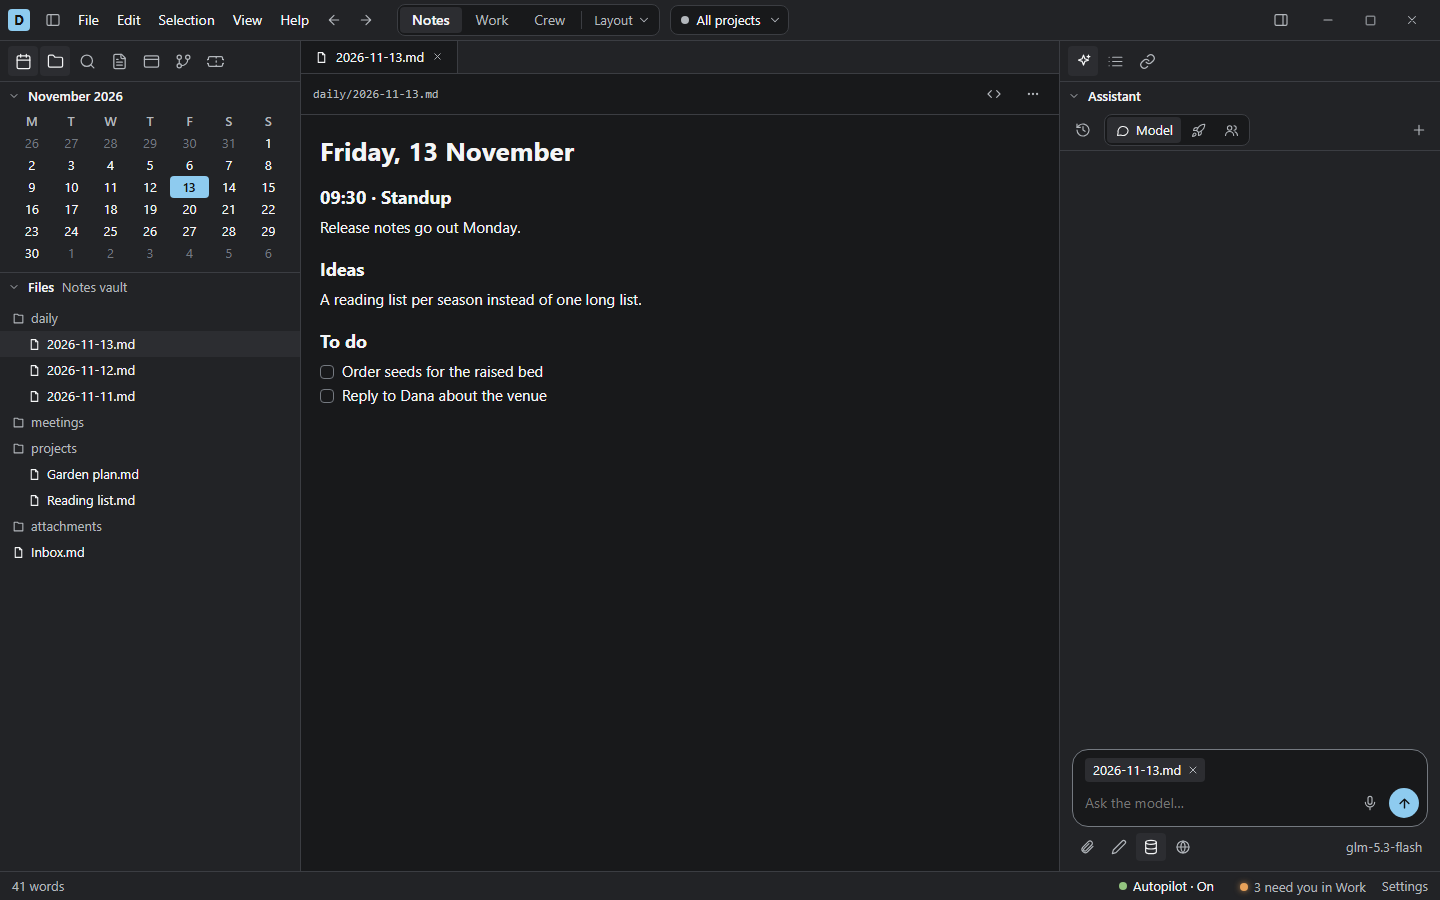 D File Edit Selection View Help Notes Work Crew Layout All projects
November 2026
M T W T F S S
26 27 28 29 30 31 1
2 3 4 5 6 7 8
9 10 11 12 13 14 15
16 17 18 19 20 21 22
23 24 25 26 27 28 29
30 1 2 3 4 5 6
Files Notes vault
daily
2026-11-13.md
2026-11-12.md
2026-11-11.md
meetings
projects
Garden plan.md
Reading list.md
attachments
Inbox.md
2026-11-13.md
daily/2026-11-13.md
Friday, 13 November
09:30 · Standup
Release notes go out Monday.
Ideas
A reading list per season instead of one long list.
To do
Order seeds for the raised bed
Reply to Dana about the venue
Assistant
Model
2026-11-13.md
Ask the model...
glm-5.3-flash
41 words Autopilot · On 3 need you in Work Settings